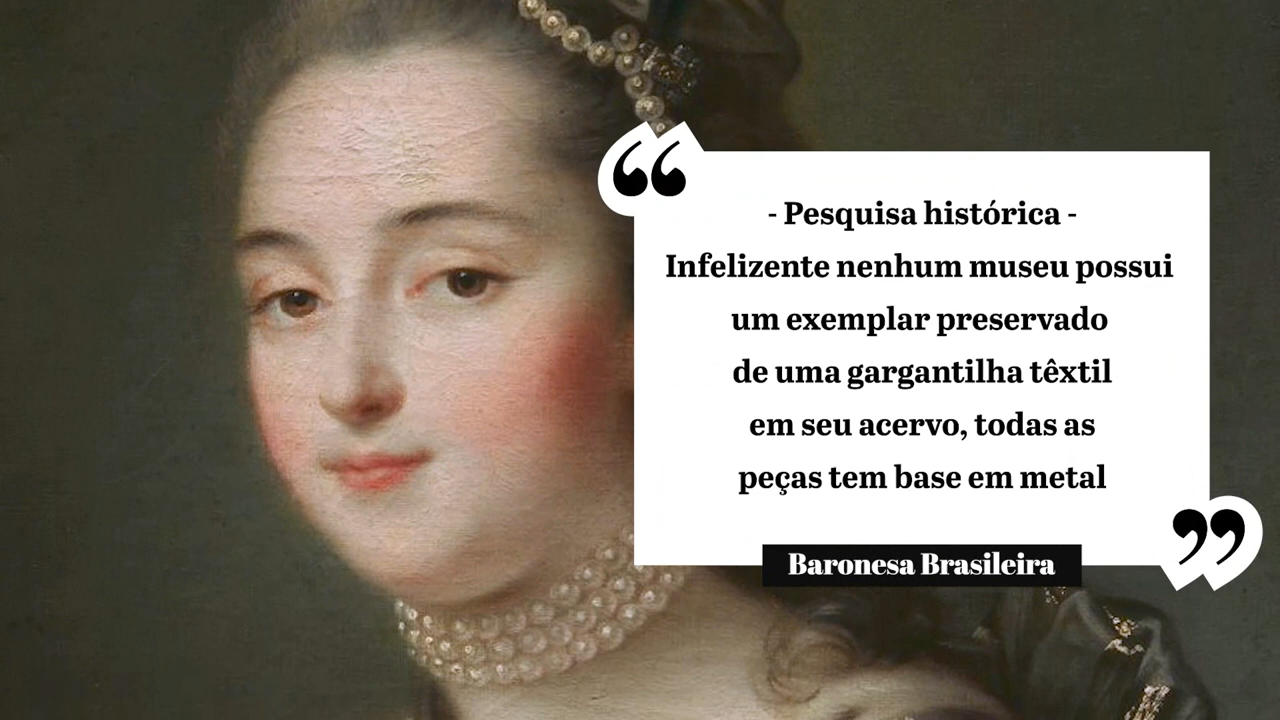 - Pesquisa histórica -
Infelizente nenhum museu possui
um exemplar preservado
de uma gargantilha têxtil
em seu acervo, todas as
peças tem base em metal
Baronesa Brasileira